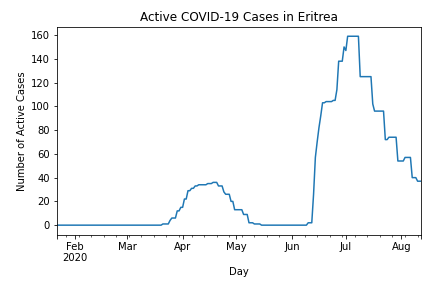 Active COVID-19 Cases in Eritrea
Number of Active Cases
160
140
120
100
80
60
40
20
0
Feb Mar Apr May Jun Jul Aug
2020
Day